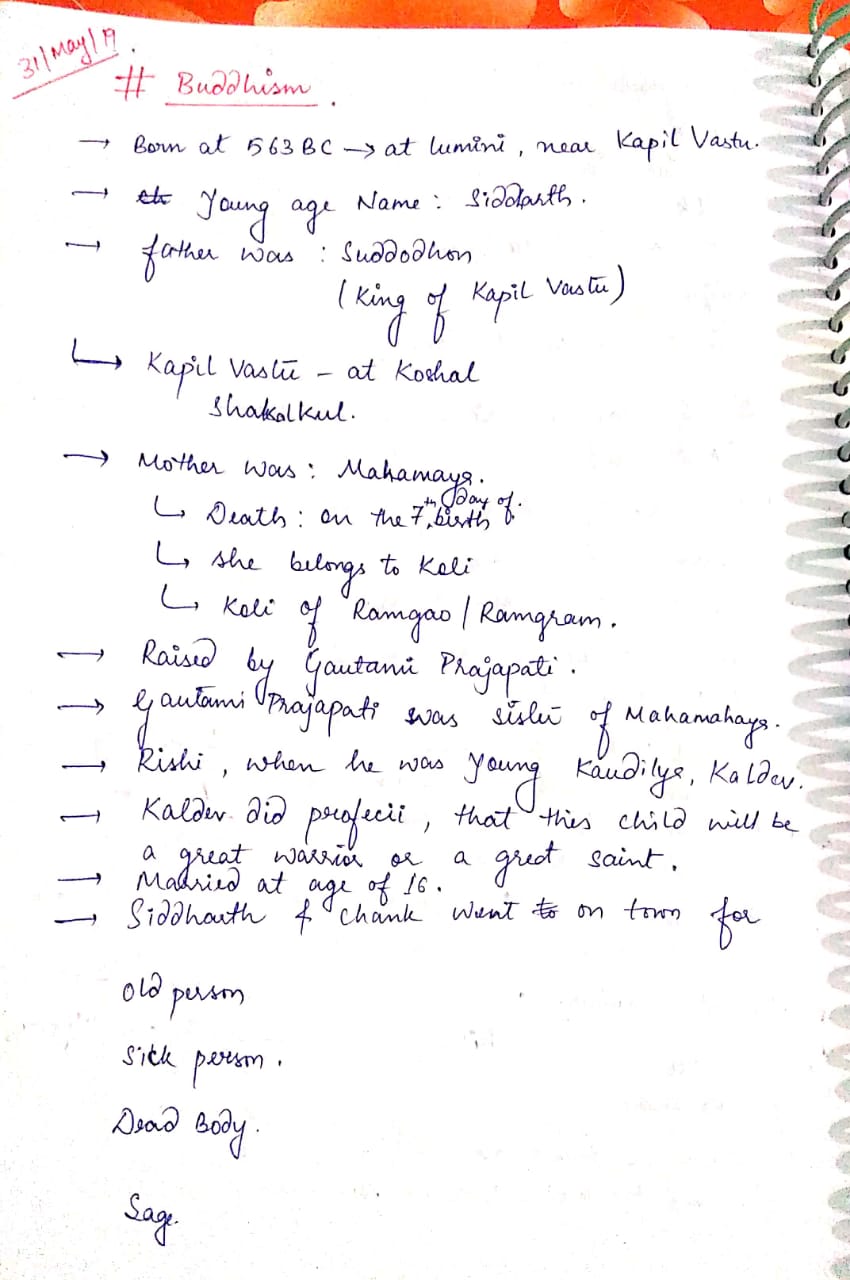 31/May/19.
# Buddhism.
→ Born at 563 BC → at lumini, near Kapil Vastu.
→ Young age Name: Siddarth.
→ father was : Suddodhon
(King of Kapil Vastu)
↳ Kapil Vastu - at Koshal
Shakalkul.
→ Mother was: Mahamaya.
↳ Death: on the 7th day of birth
↳ she belongs to Koli
↳ Koli of Ramgao / Ramgram.
→ Raised by Gautami Prajapati.
→ Gautami Prajapati was sister of Mahamahaya.
→ Rishi, when he was young Kaudilya, Kaldev.
→ Kaldev did profecii, that this child will be
a great warrior or a gret saint.
→ Married at age of 16.
→ Siddharth & chank went to on town for
Old person
Sick person.
Dead Body.
Sage.